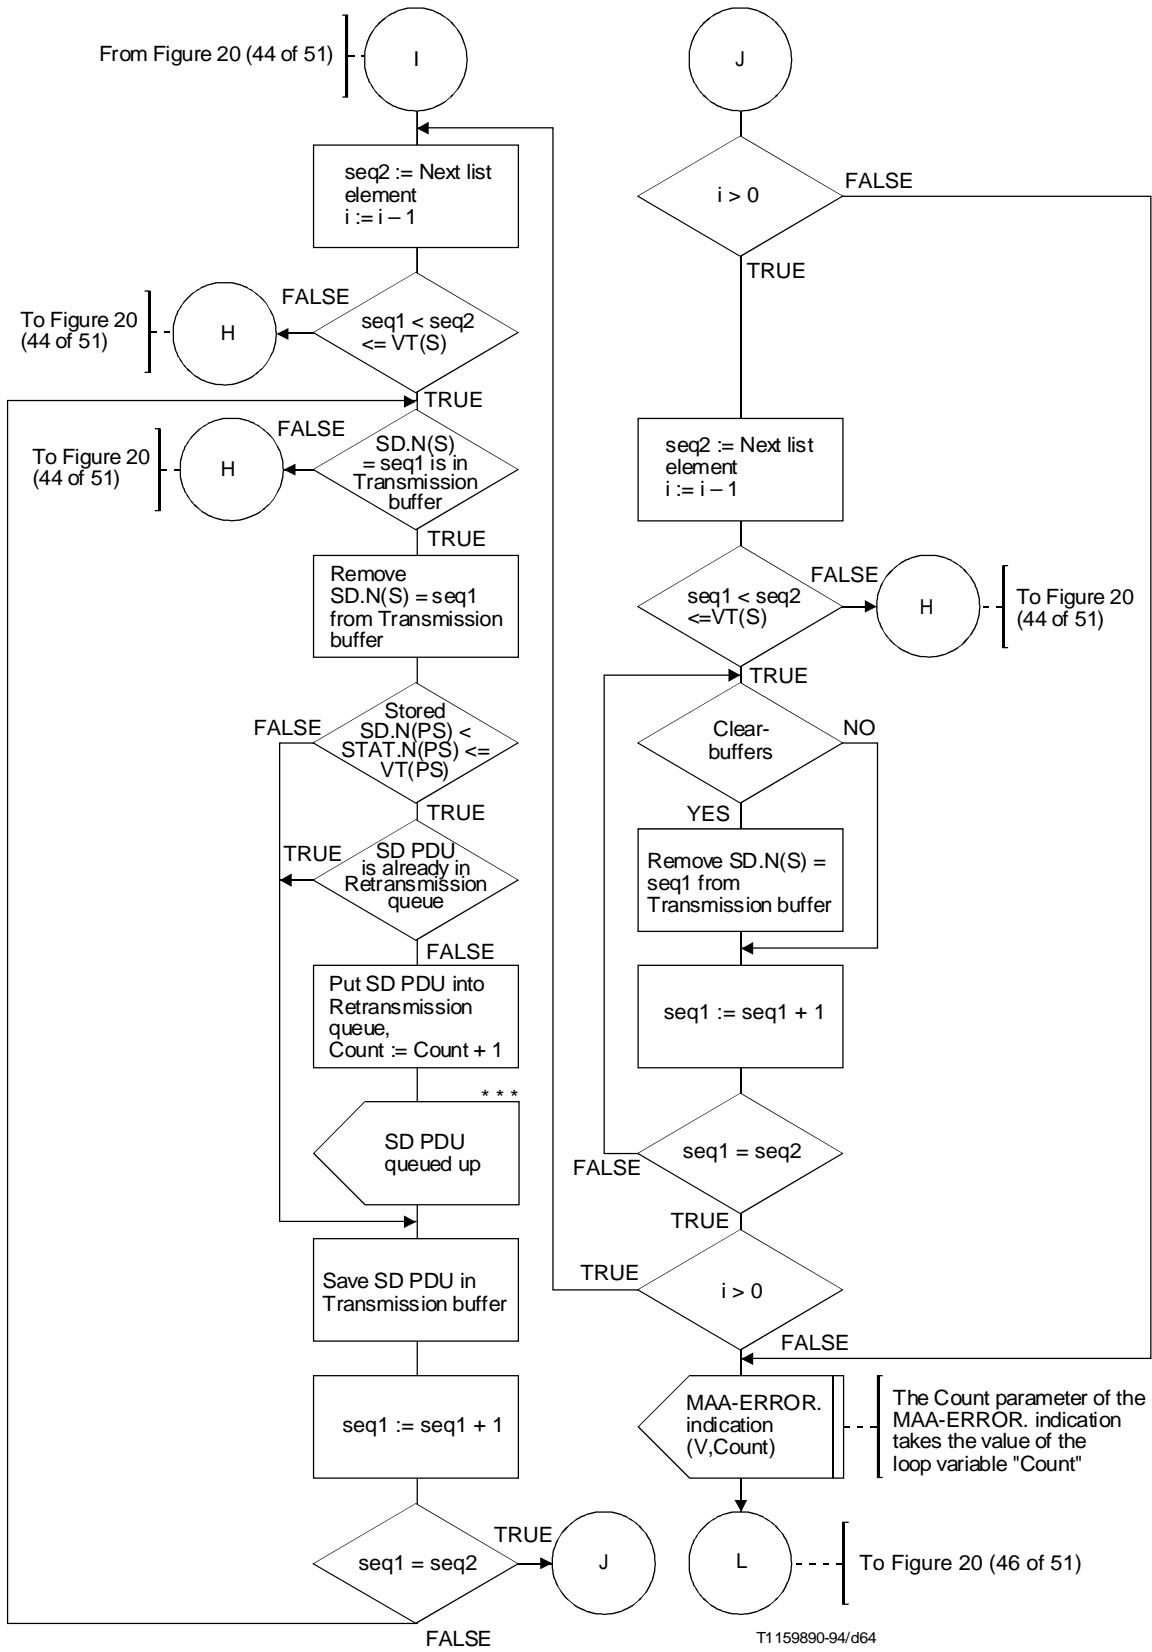 From Figure 20 (44 of 51)
I
seq2 := Next list
element
i := i – 1
FALSE
To Figure 20
(44 of 51)
H
seq1 < seq2
<= VT(S)
TRUE
FALSE
To Figure 20
(44 of 51)
H
SD.N(S)
= seq1 is in
Transmission
buffer
TRUE
Remove
SD.N(S) = seq1
from Transmission
buffer
FALSE
Stored
SD.N(PS) <
STAT.N(PS) <=
VT(PS)
TRUE
TRUE
SD PDU
is already in
Retransmission
queue
FALSE
Put SD PDU into
Retransmission
queue,
Count := Count + 1
* * *
SD PDU
queued up
Save SD PDU in
Transmission buffer
seq1 := seq1 + 1
seq1 = seq2
TRUE
J
FALSE
J
i > 0
FALSE
TRUE
seq2 := Next list
element
i := i – 1
seq1 < seq2
<=VT(S)
FALSE
H
To Figure 20
(44 of 51)
TRUE
Clear-
buffers
NO
YES
Remove SD.N(S) =
seq1 from
Transmission buffer
seq1 := seq1 + 1
seq1 = seq2
FALSE
TRUE
TRUE
i > 0
FALSE
MAA-ERROR.
indication
(V,Count)
The Count parameter of the
MAA-ERROR. indication
takes the value of the
loop variable "Count"
L
To Figure 20 (46 of 51)
T1159890-94/d64